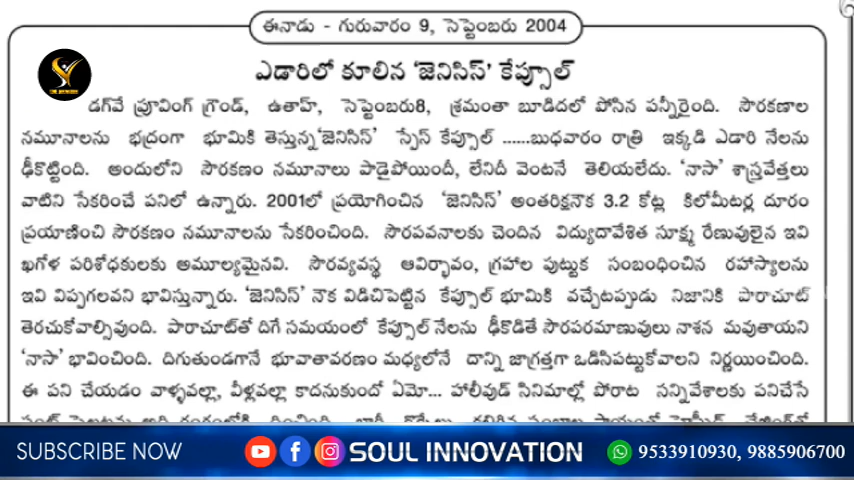 ఈనాడు - గురువారం 9, సెప్టెంబరు 2004
ఎడారిలో కూలిన 'జెనిసిస్' కేప్సూల్
డగ్‌వే ప్రూవింగ్ గ్రౌండ్, ఉతాహ్, సెప్టెంబరు8, శ్రమంతా బూడిదలో పోసిన పన్నీరైంది. సౌరకణాల
నమూనాలను భద్రంగా భూమికి తెస్తున్న'జెనిసిస్' స్పేస్ కేప్సూల్ ......బుధవారం రాత్రి ఇక్కడి ఎడారి నేలను
ఢీకొట్టింది. అందులోని సౌరకణం నమూనాలు పాడైపోయిందీ, లేనిదీ వెంటనే తెలియలేదు. 'నాసా' శాస్త్రవేత్తలు
వాటిని సేకరించే పనిలో ఉన్నారు. 2001లో ప్రయోగించిన 'జెనిసిస్' అంతరిక్షనౌక 3.2 కోట్ల కిలోమీటర్ల దూరం
ప్రయాణించి సౌరకణం నమూనాలను సేకరించింది. సౌరపవనాలకు చెందిన విద్యుదావేశిత సూక్ష్మ రేణువులైన ఇవి
ఖగోళ పరిశోధకులకు అమూల్యమైనవి. సౌరవ్యవస్థ ఆవిర్భావం, గ్రహాల పుట్టుక సంబంధించిన రహాస్యాలను
ఇవి విప్పగలవని భావిస్తున్నారు. 'జెనిసిస్' నౌక విడిచిపెట్టిన కేప్సూల్ భూమికి వచ్చేటప్పుడు నిజానికి పారాచూట్
తెరచుకోవాల్సివుంది. పారాచూట్‌తో దిగే సమయంలో కేప్సూల్ నేలను ఢీకొడితే సౌరపరమాణువులు నాశన మవుతాయని
'నాసా' భావించింది. దిగుతుండగానే భూవాతావరణం మధ్యలోనే దాన్ని జాగ్రత్తగా ఒడిసిపట్టుకోవాలని నిర్ణయించింది.
ఈ పని చేయడం వాళ్ళవల్లా, వీళ్లవల్లా కాదనుకుందో ఏమో... హాలీవుడ్ సినిమాల్లో పోరాట సన్నివేశాలకు పనిచేసే
SUBSCRIBE NOW
SOUL INNOVATION
9533910930, 9885906700